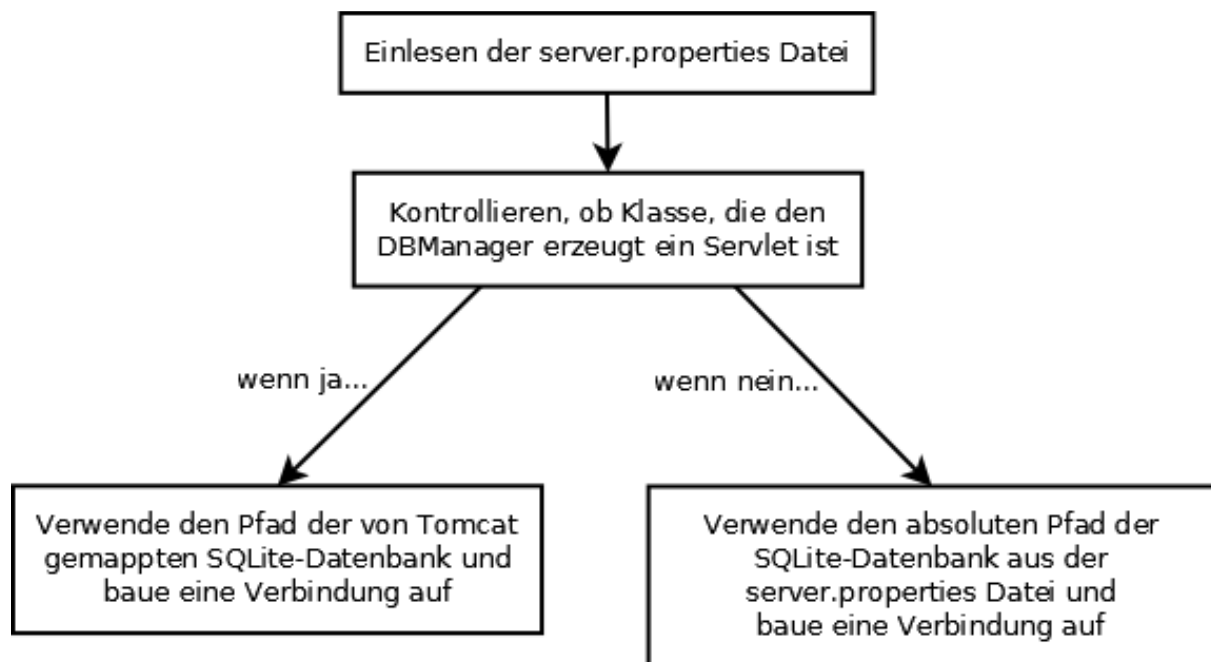 Einlesen der server.properties Datei
Kontrollieren, ob Klasse, die den
DBManager erzeugt ein Servlet ist
wenn ja...
wenn nein...
Verwende den Pfad der von Tomcat
gemappten SQLite-Datenbank und
baue eine Verbindung auf
Verwende den absoluten Pfad der
SQLite-Datenbank aus der
server.properties Datei und
baue eine Verbindung auf